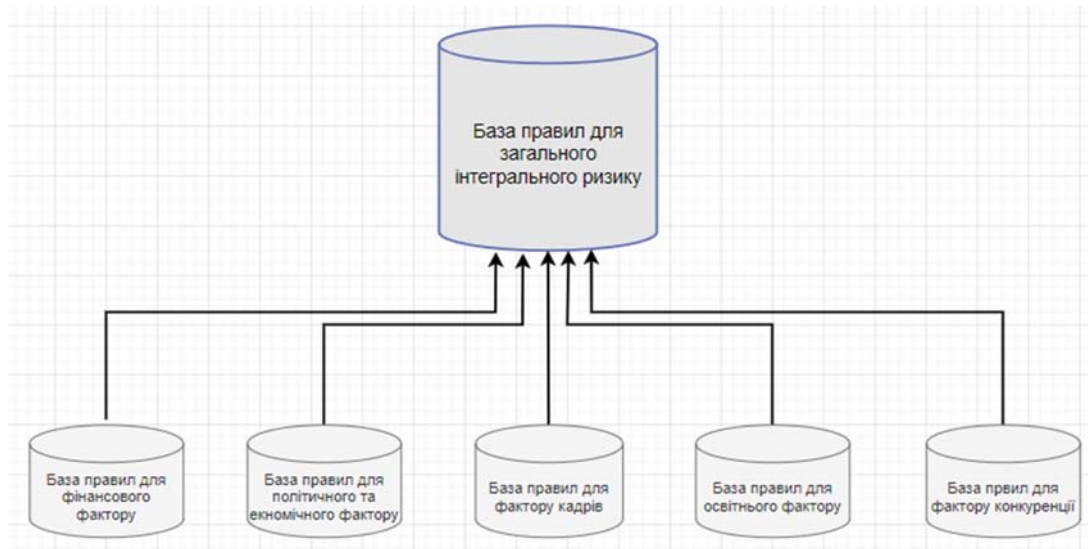 База правил для
загального
інтегрального ризику
База правил для
фінансового
фактору
База правил для
політичного та
екномічного фактору
База правил для
фактору кадрів
База правил для
освітнього фактору
База првил для
фактору конкуренції